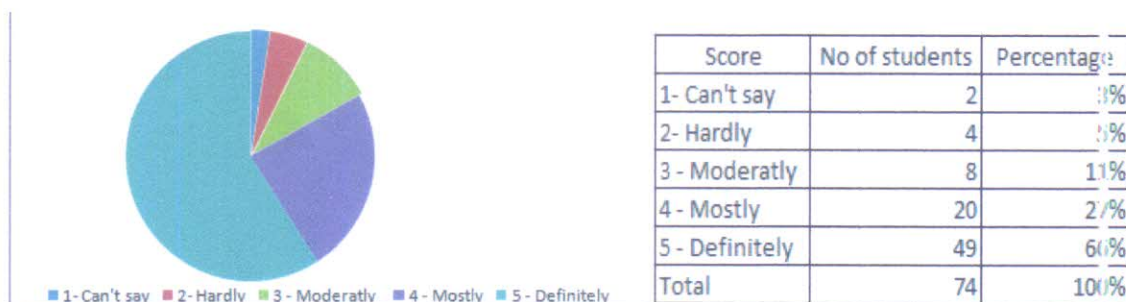 Score No of students Percentage
1- Can't say 2 3%
2- Hardly 4 5%
3 - Moderatly 8 11%
4 - Mostly 20 27%
5 - Definitely 49 66%
Total 74 100%
1- Can't say 2- Hardly 3 - Moderatly 4 - Mostly 5 - Definitely